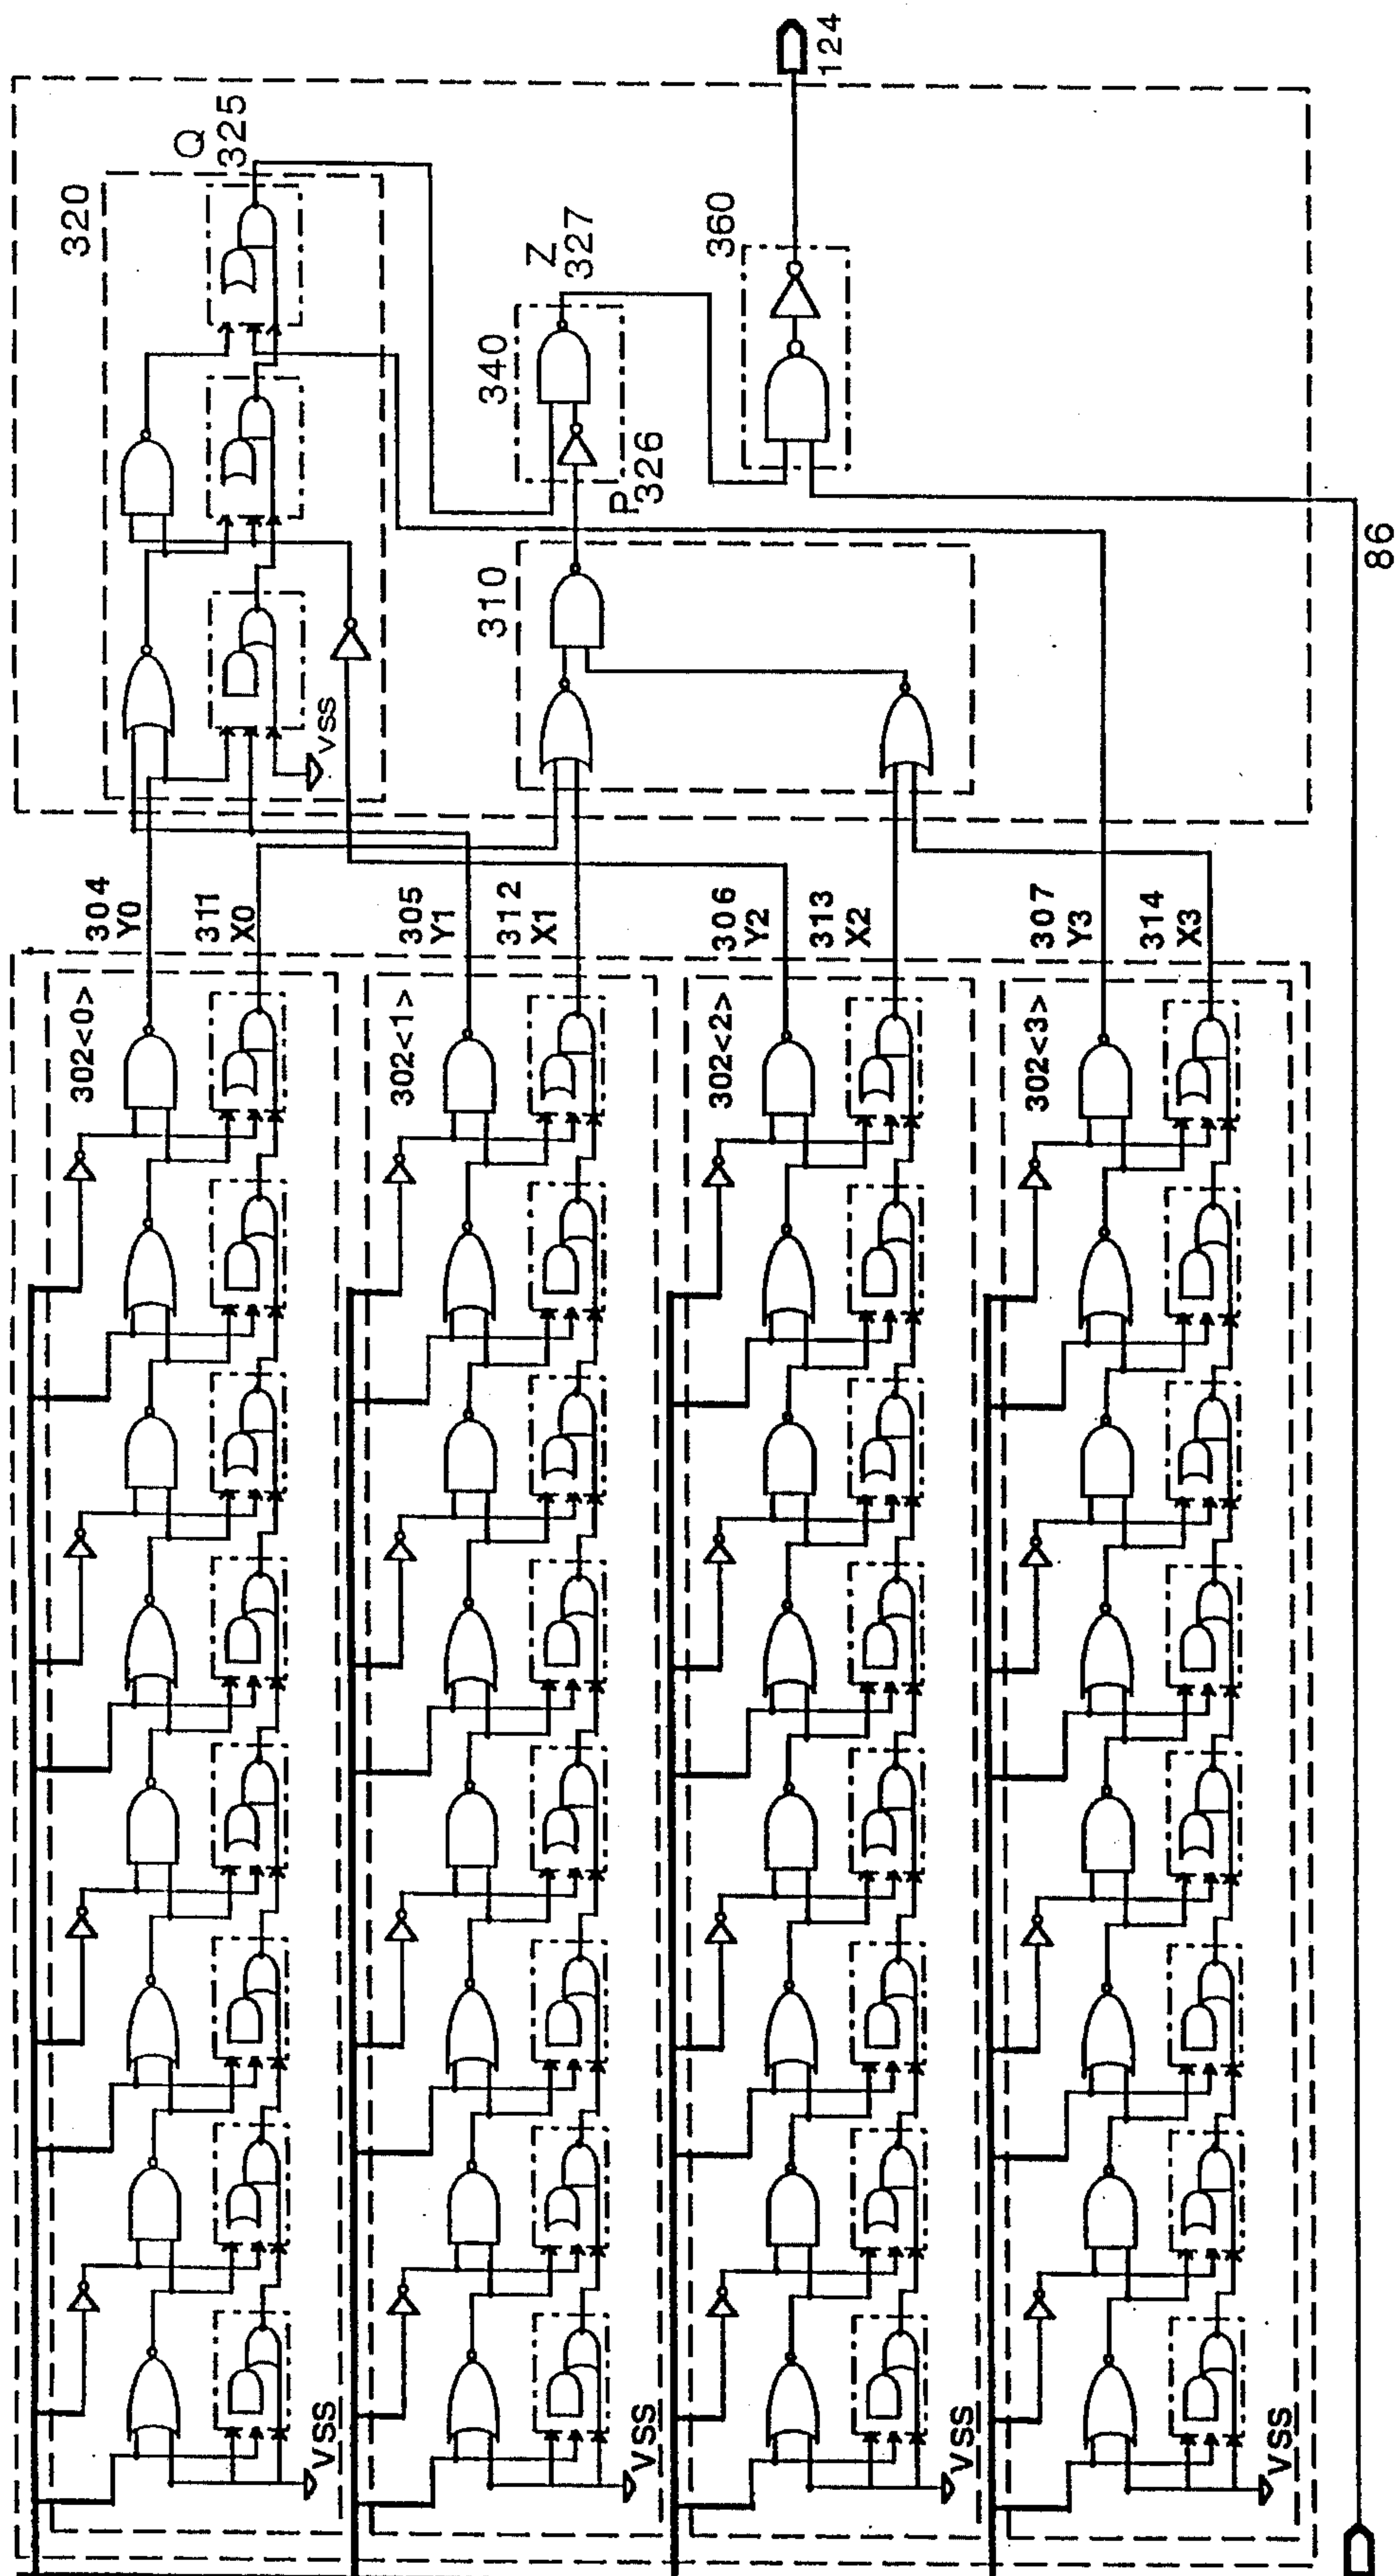 124
Q
325
320
Z
327
360
340
P
326
310
86
VSS
304
Y0
311
X0
305
Y1
312
X1
306
Y2
313
X2
307
Y3
314
X3
302<0>
302<1>
302<2>
302<3>
VSS
VSS
VSS
VSS